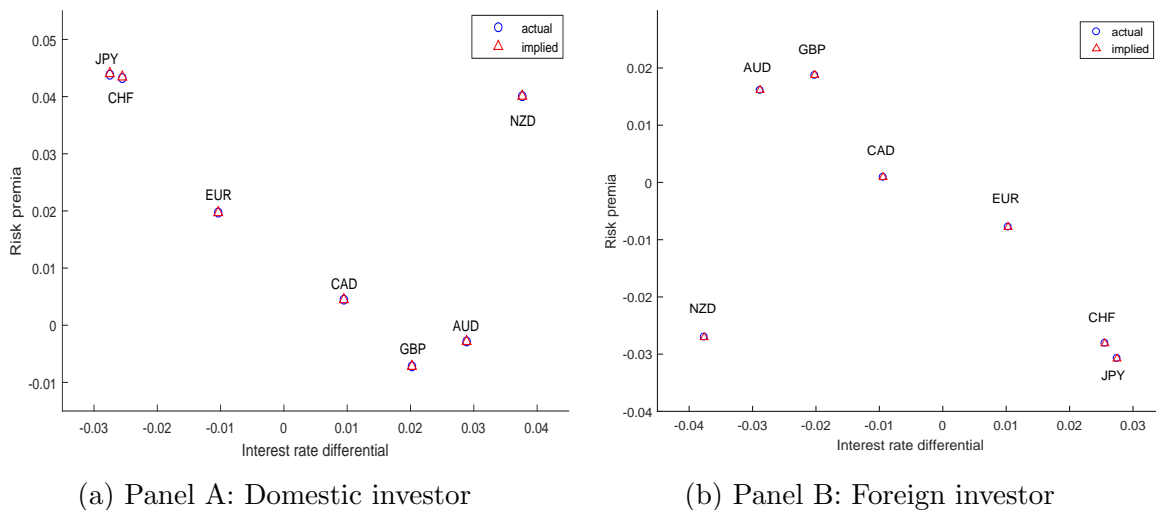 actual
implied
0.05
0.04
0.03
0.02
0.01
0
-0.01
Risk premia
JPY
CHF
NZD
EUR
CAD
GBP
AUD
-0.03
-0.02
-0.01
0
0.01
0.02
0.03
0.04
Interest rate differential
(a) Panel A: Domestic investor
actual
implied
0.02
0.01
0
-0.01
-0.02
-0.03
-0.04
Risk premia
GBP
AUD
CAD
EUR
NZD
CHF
JPY
-0.04
-0.03
-0.02
-0.01
0
0.01
0.02
0.03
Interest rate differential
(b) Panel B: Foreign investor